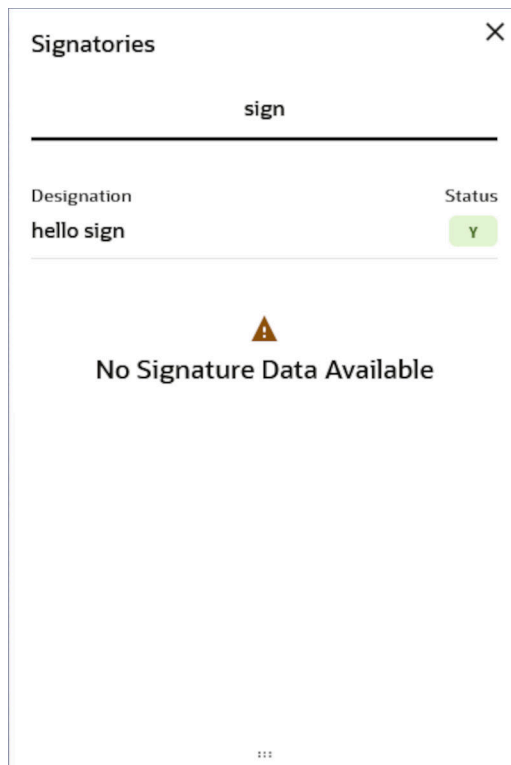 Signatories
sign
Designation Status
hello sign Y
No Signature Data Available